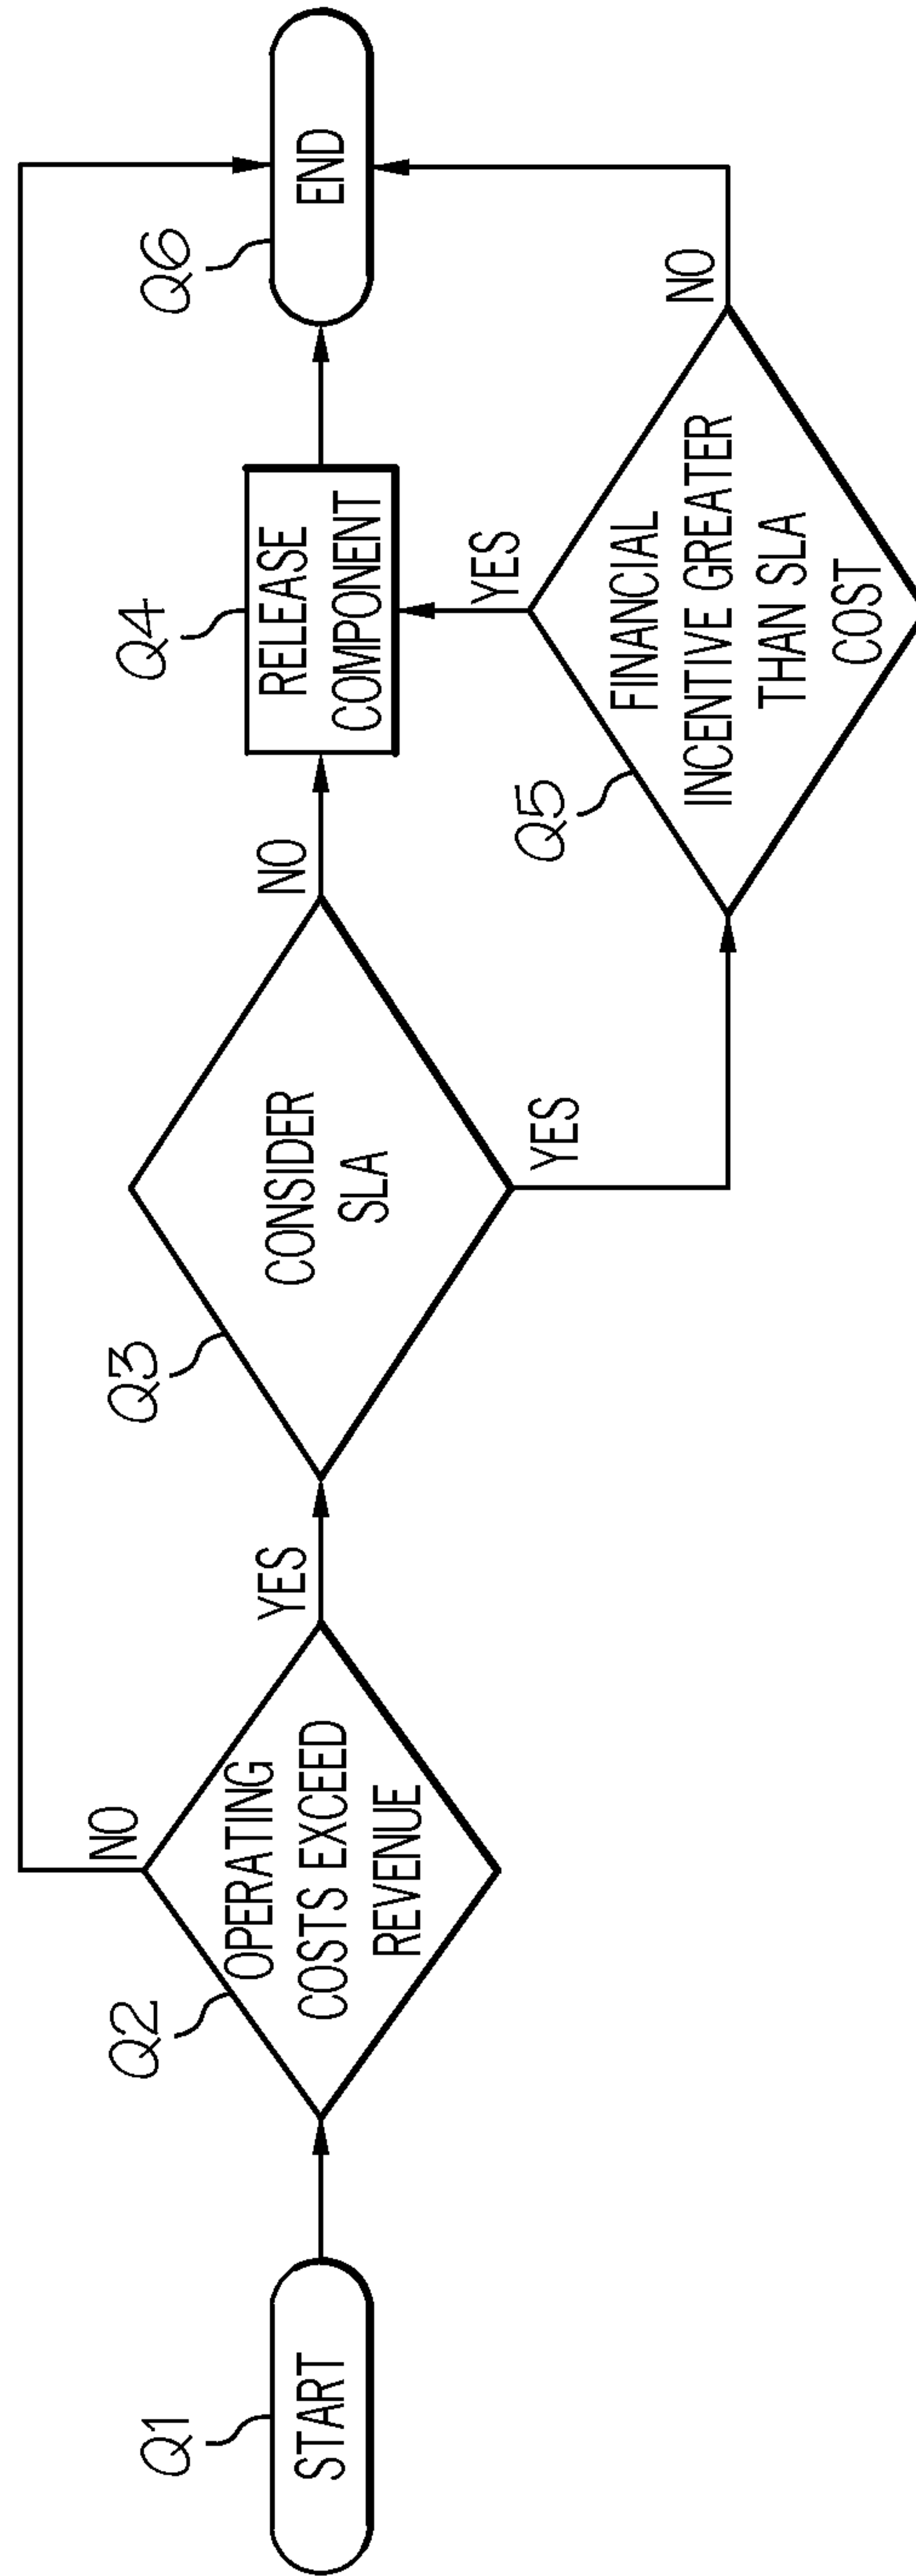 Q1
START
Q2
OPERATING
COSTS EXCEED
REVENUE
NO
YES
Q3
CONSIDER
SLA
NO
YES
Q4
RELEASE
COMPONENT
Q5
FINANCIAL
INCENTIVE GREATER
THAN SLA
COST
YES
NO
Q6
END